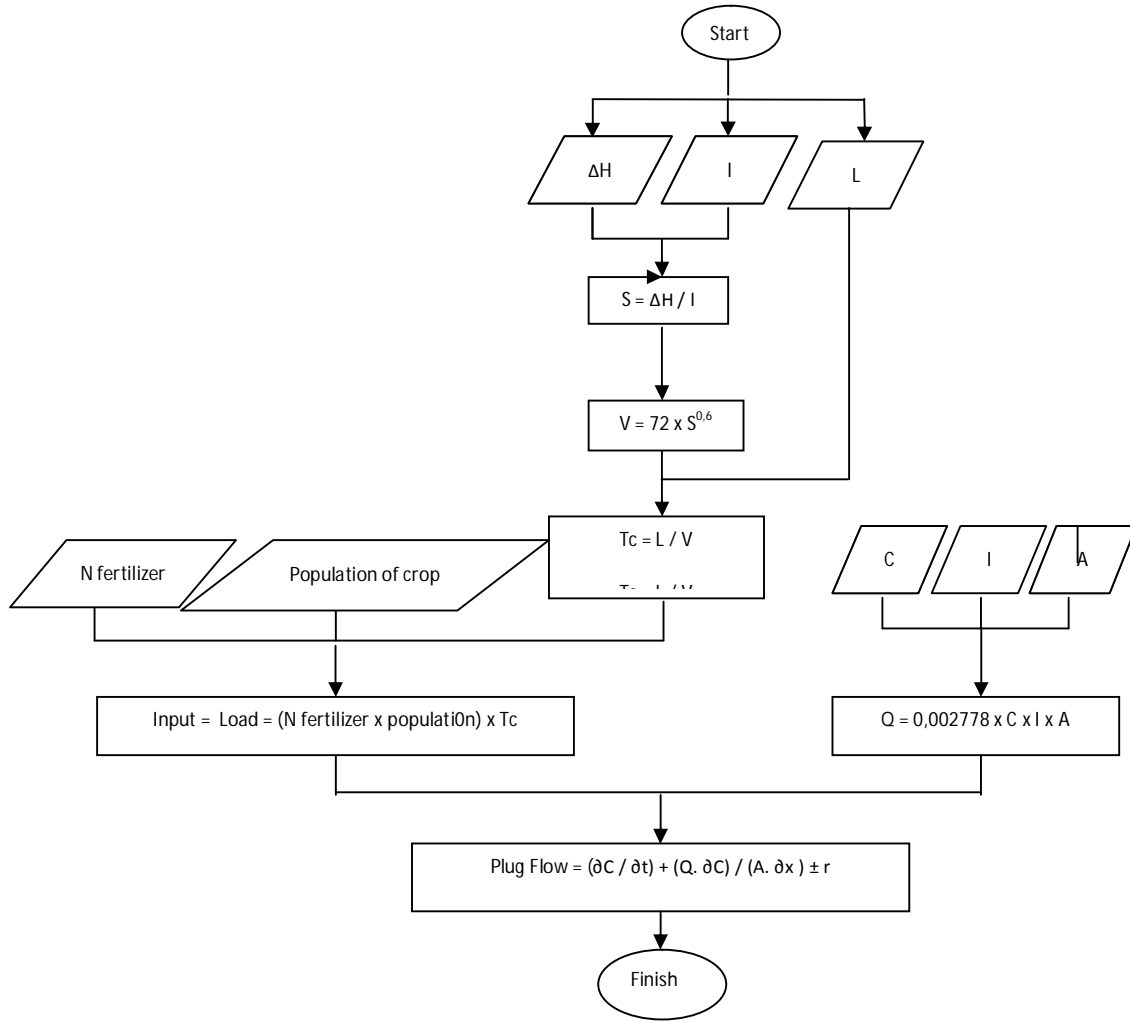 Start
ΔH
I
L
S = ΔH / I
V = 72 x S^0,6
Tc = L / V
N fertilizer
Population of crop
C
I
A
Input = Load = (N fertilizer x populati0n) x Tc
Q = 0,002778 x C x I x A
Plug Flow = (∂C / ∂t) + (Q. ∂C) / (A. ∂x ) ± r
Finish